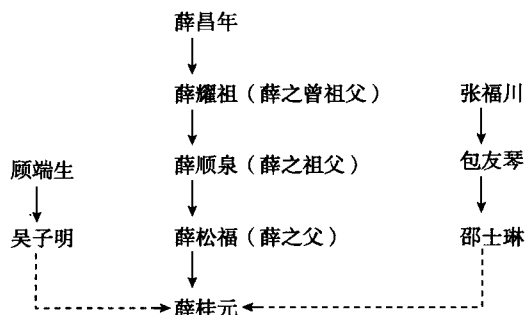 薛昌年
薛耀祖（薛之曾祖父）
张福川
顾端生
薛顺泉（薛之祖父）
包友琴
吴子明
薛松福（薛之父）
邵士琳
薛桂元